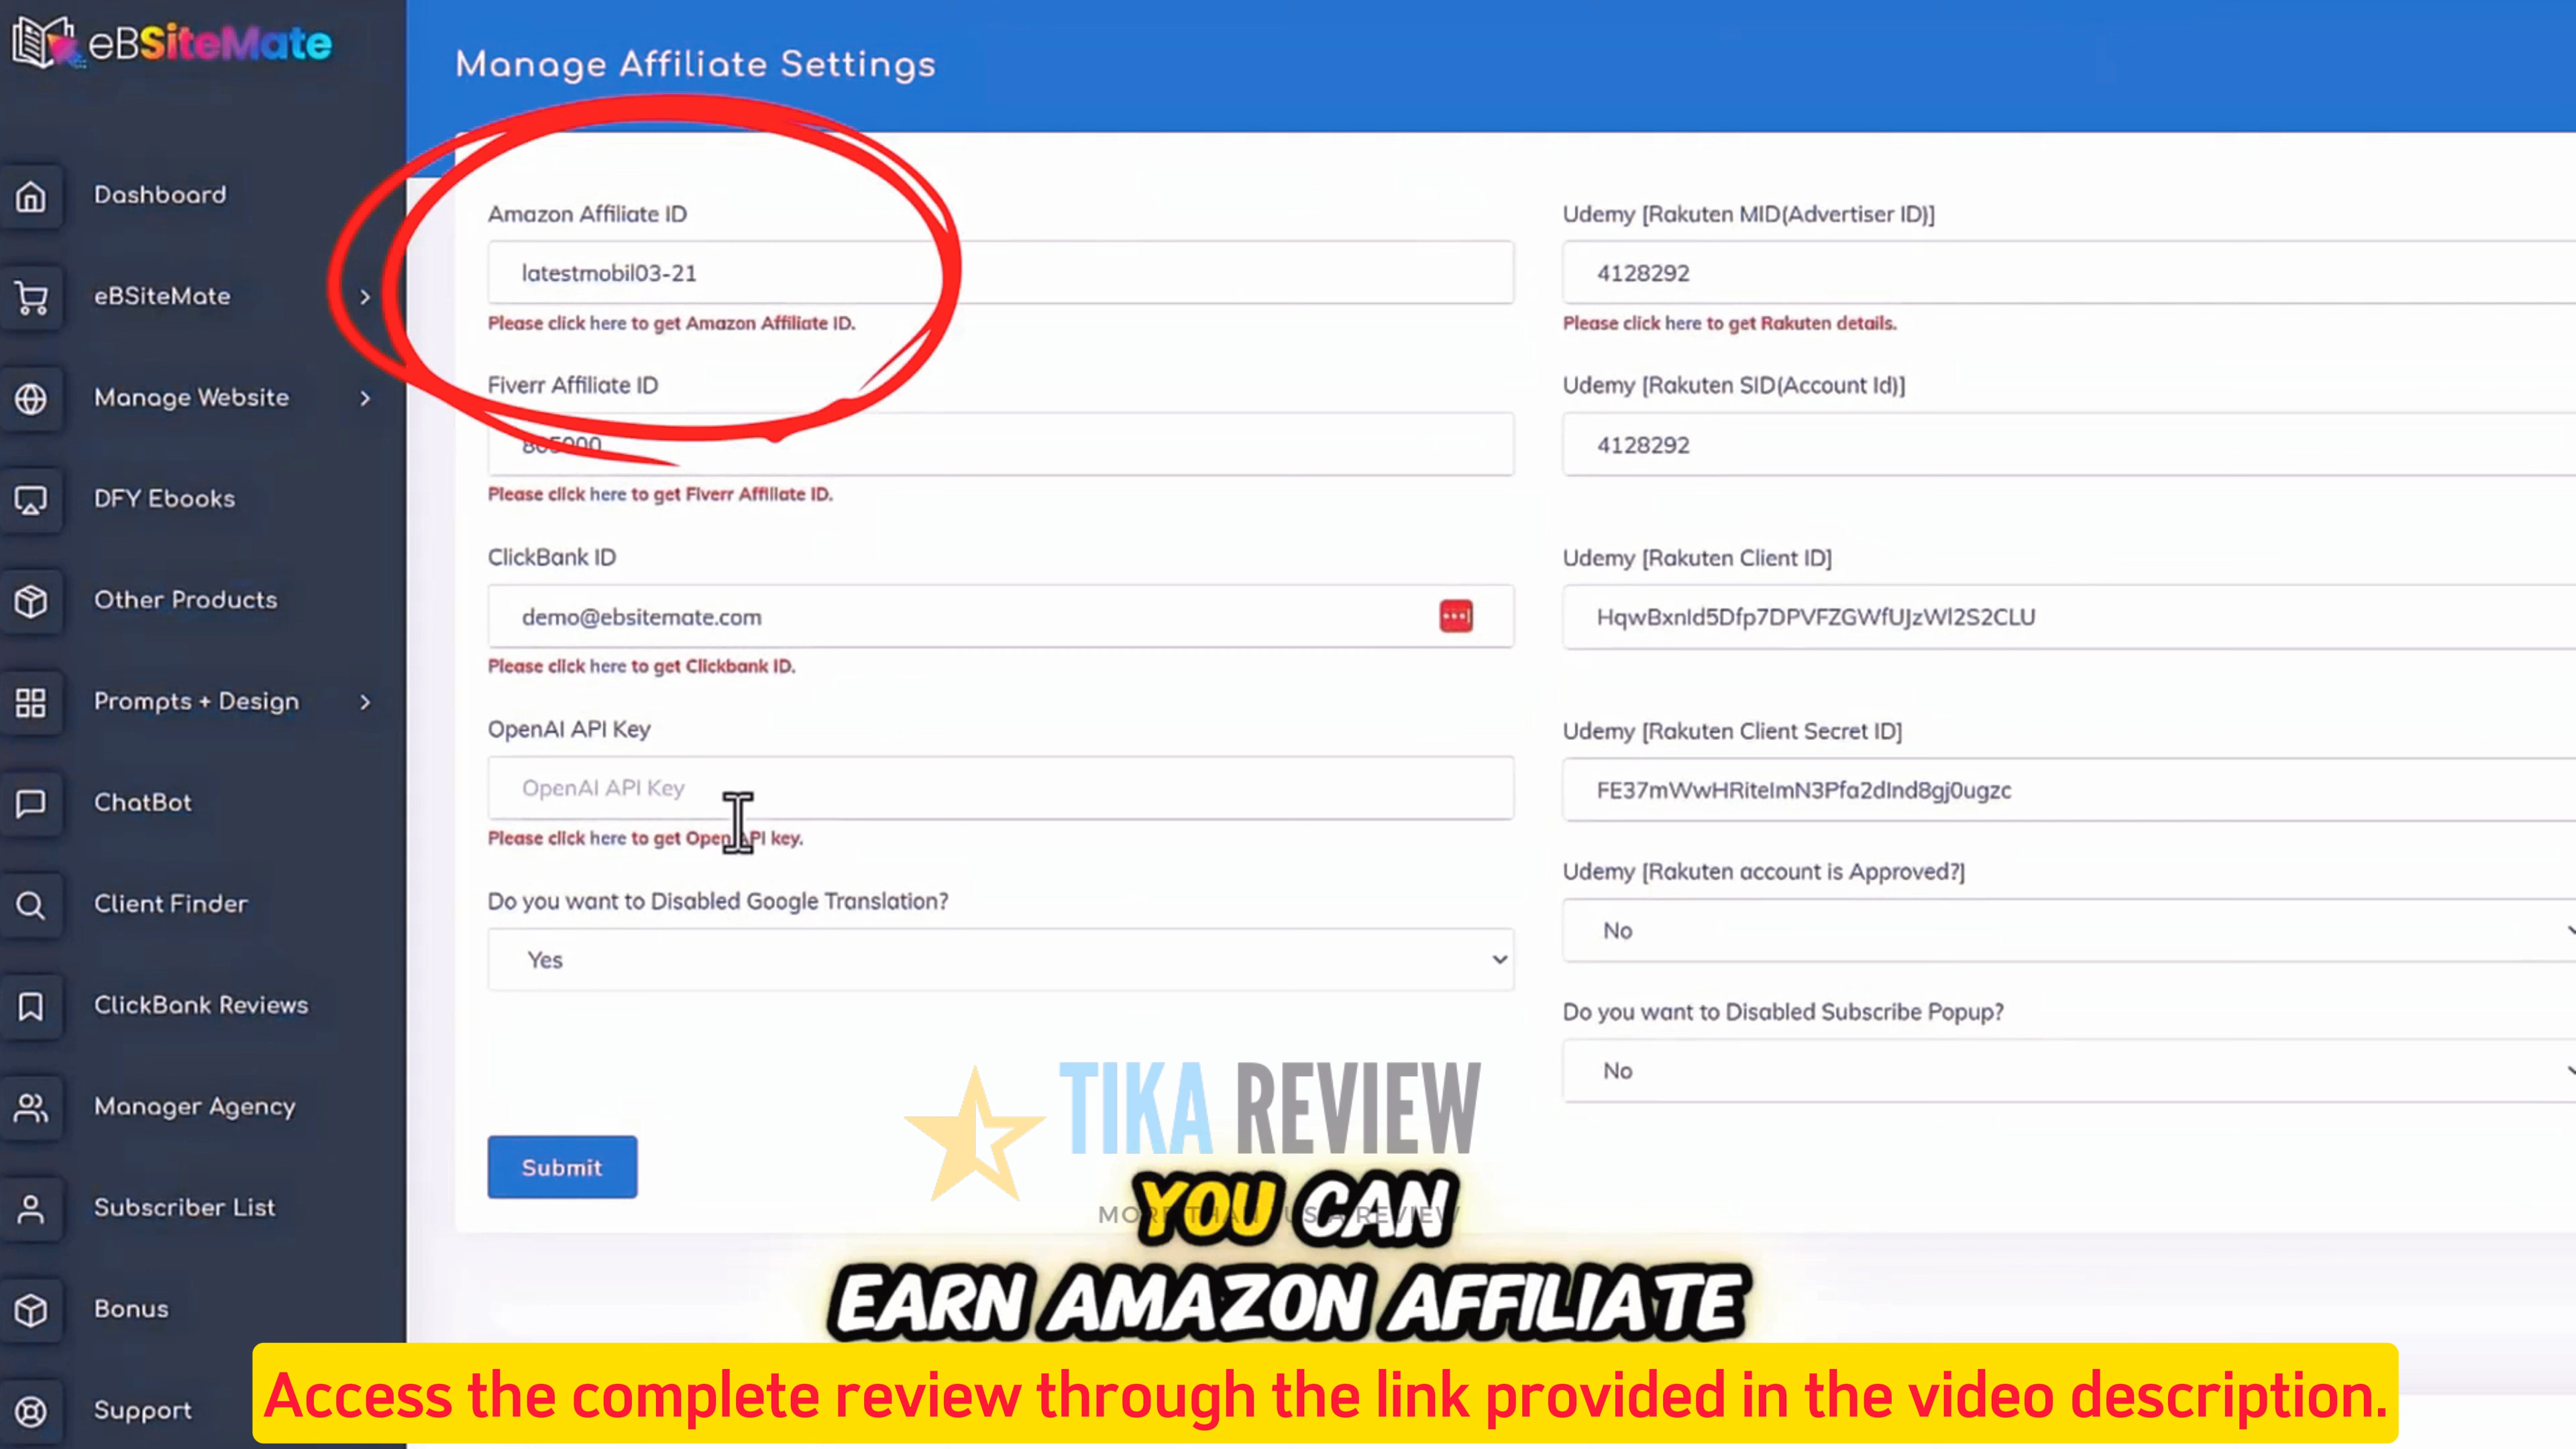 eBSiteMate
Manage Affiliate Settings
Dashboard
eBSiteMate
Manage Website
DFY Ebooks
Other Products
Prompts + Design
ChatBot
Client Finder
ClickBank Reviews
Manager Agency
Subscriber List
Bonus
Support
Amazon Affiliate ID
latestmobil03-21
Please click here to get Amazon Affiliate ID.
Fiverr Affiliate ID
Please click here to get Fiverr Affiliate ID.
ClickBank ID
demo@ebsitemate.com
Please click here to get Clickbank ID.
OpenAI API Key
OpenAI API Key
Please click here to get Open API key.
Do you want to Disabled Google Translation?
Yes
Submit
Udemy [Rakuten MID(Advertiser ID)]
4128292
Please click here to get Rakuten details.
Udemy [Rakuten SID(Account Id)]
4128292
Udemy [Rakuten Client ID]
HqwBxnId5Dfp7DPVFZGWfUJzWl2S2CLU
Udemy [Rakuten Client Secret ID]
FE37mWwHRiteImN3Pfa2dInd8gj0ugzc
Udemy [Rakuten account is Approved?]
No
Do you want to Disabled Subscribe Popup?
No
TIKA REVIEW
YOU CAN
EARN AMAZON AFFILIATE
Access the complete review through the link provided in the video description.